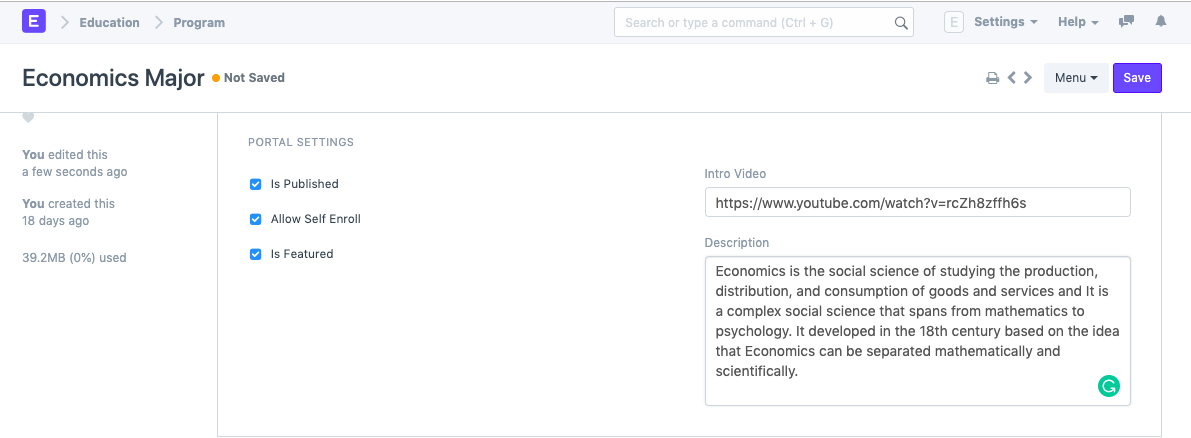 E Education Program Search or type a command (Ctrl + G) E Settings Help
Economics Major Not Saved Menu Save
You edited this
a few seconds ago
You created this
18 days ago
39.2MB (0%) used
PORTAL SETTINGS
Is Published
Allow Self Enroll
Is Featured
Intro Video
https://www.youtube.com/watch?v=rcZh8zffh6s
Description
Economics is the social science of studying the production,
distribution, and consumption of goods and services and It is
a complex social science that spans from mathematics to
psychology. It developed in the 18th century based on the idea
that Economics can be separated mathematically and
scientifically.